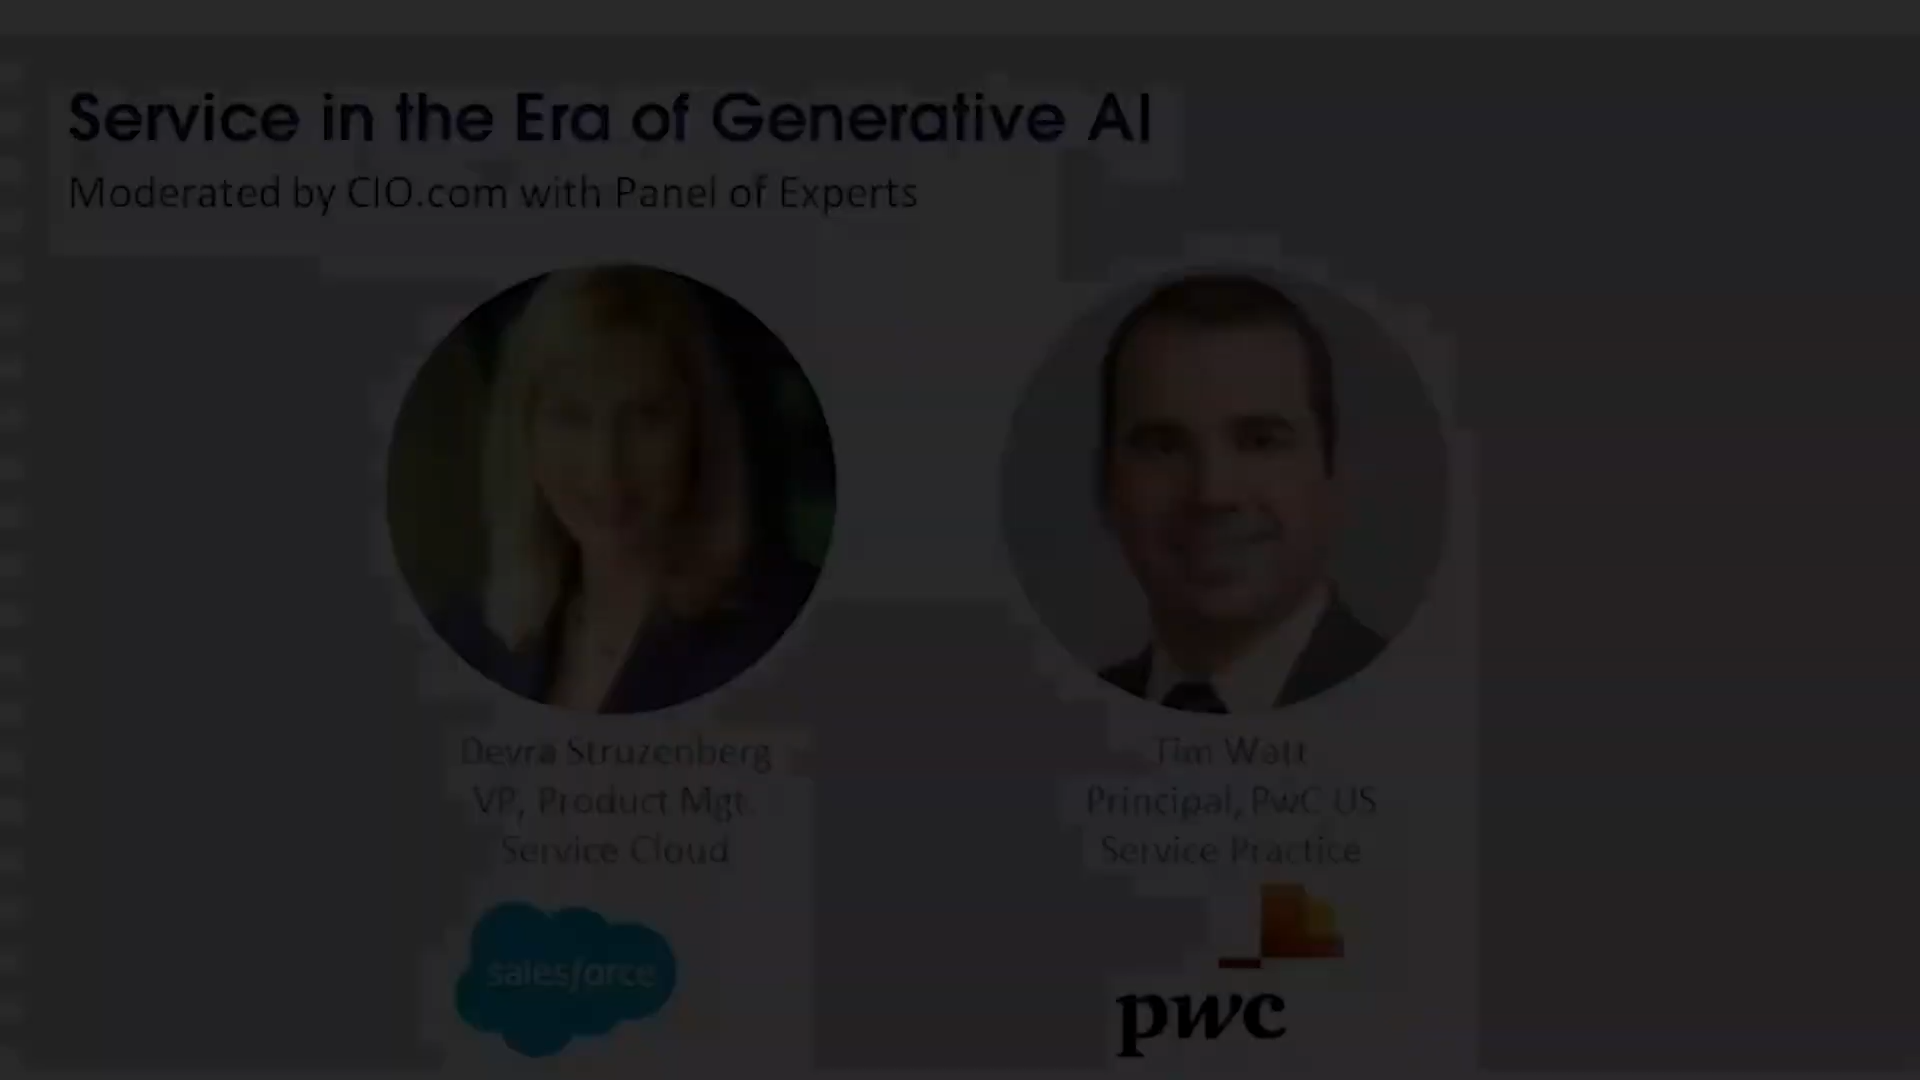 Service in the Era of Generative AI
Moderated by CIO.com with Panel of Experts
Devra Struzenberg
VP, Product Mgt.
Service Cloud
salesforce
Tim Watt
Principal, PwC US
Service Practice
pwc